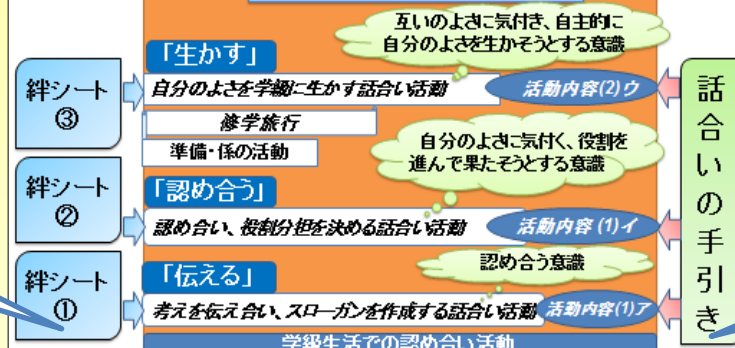 互いのよさに気付き、自主的に
自分のよさを生かそうとする意識
「生かす」
絆シート
③
自分のよさを学級に生かす話合い活動
活動内容(2)ウ
修学旅行
準備・係の活動
自分のよさに気付く、役割を
進んで果たそうとする意識
絆シート
②
「認め合う」
認め合い、役割分担を決める話合い活動
活動内容(1)イ
認め合う意識
絆シート
①
「伝える」
考えを伝え合い、スローガンを作成する話合い活動
活動内容(1)ア
学級生活での認め合い活動
話合いの手引き